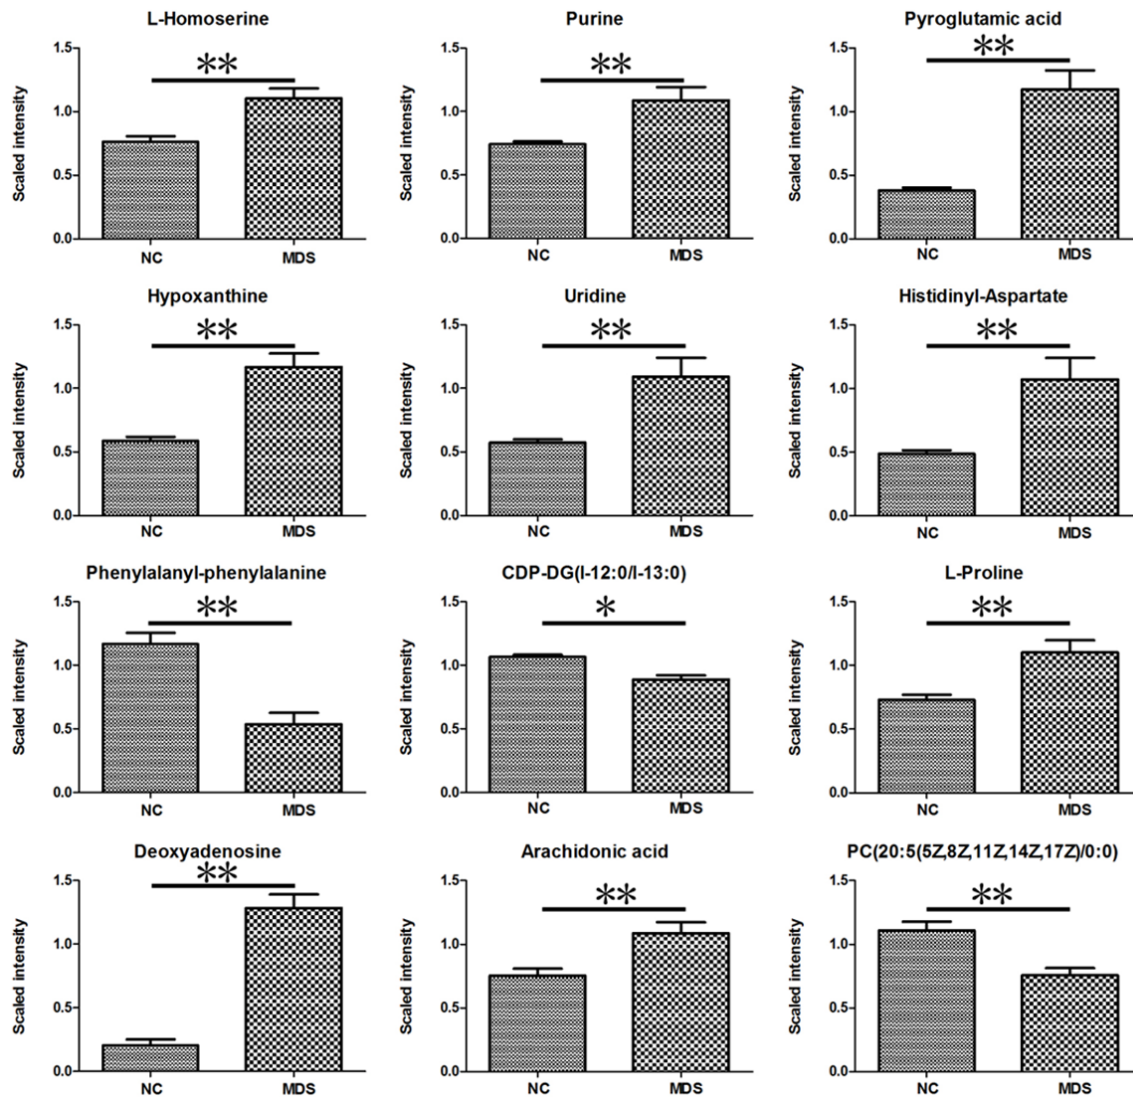 L-Homoserine
Scaled intensity
1.5
1.0
0.5
0.0
**
NC MDS
Purine
Scaled intensity
1.5
1.0
0.5
0.0
**
NC MDS
Pyroglutamic acid
Scaled intensity
1.5
1.0
0.5
0.0
**
NC MDS
Hypoxanthine
Scaled intensity
1.5
1.0
0.5
0.0
**
NC MDS
Uridine
Scaled intensity
1.5
1.0
0.5
0.0
**
NC MDS
Histidinyl-Aspartate
Scaled intensity
1.5
1.0
0.5
0.0
**
NC MDS
Phenylalanyl-phenylalanine
Scaled intensity
1.5
1.0
0.5
0.0
**
NC MDS
CDP-DG(I-12:0/I-13:0)
Scaled intensity
1.5
1.0
0.5
0.0
*
NC MDS
L-Proline
Scaled intensity
1.5
1.0
0.5
0.0
**
NC MDS
Deoxyadenosine
Scaled intensity
1.5
1.0
0.5
0.0
**
NC MDS
Arachidonic acid
Scaled intensity
1.5
1.0
0.5
0.0
**
NC MDS
PC(20:5(5Z,8Z,11Z,14Z,17Z)/0:0)
Scaled intensity
1.5
1.0
0.5
0.0
**
NC MDS